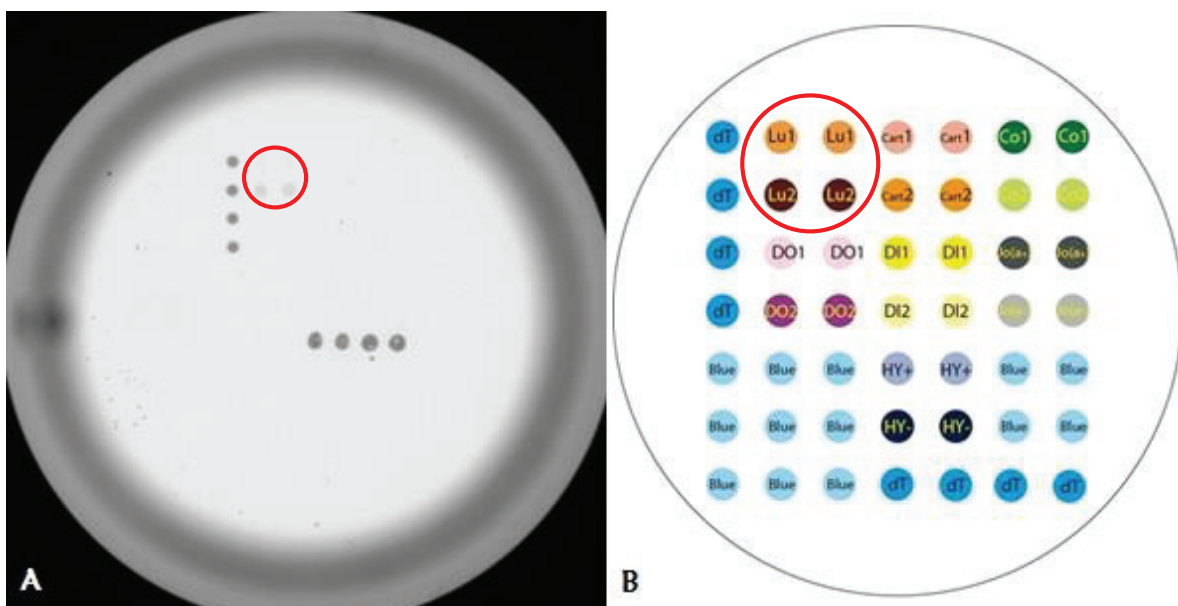 dT Lu1 Lu1 Cart1 Cart1 Co1 Co1
dT Lu2 Lu2 Cart2 Cart2
dT DO1 DO1 DI1 DI1
dT DO2 DO2 DI2 DI2
Blue Blue Blue HY+ HY+ Blue Blue
Blue Blue Blue HY- HY- Blue Blue
Blue Blue Blue dT dT dT dT
A
B